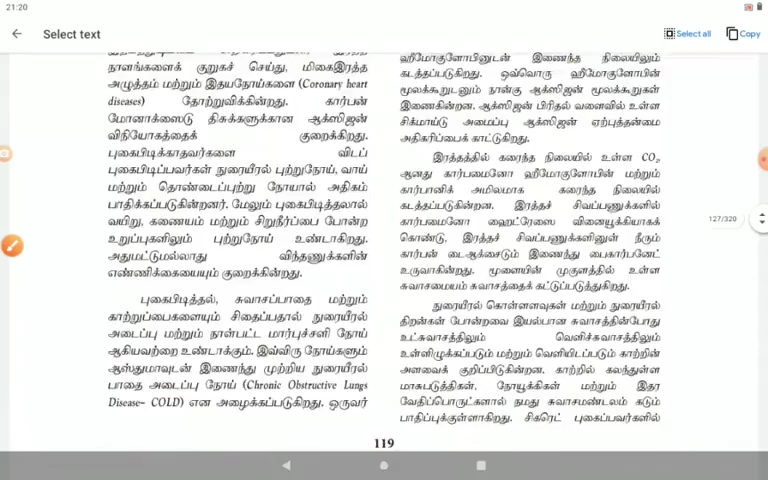 21:20
Select text
Select all
Copy
நாளங்களைக் குறுகச் செய்து, மிகைஇரத்த
அழுத்தம் மற்றும் இதயநோய்களை (Coronary heart
diseases) தோற்றுவிக்கின்றது. கார்பன்
மோனாக்ஸைடு திசுக்களுக்கான ஆக்ஸிஜன்
விநியோகத்தைக் குறைக்கிறது.
புகைபிடிக்காதவர்களை விடப்
புகைபிடிப்பவர்கள் நுரையீரல் புற்றுநோய், வாய்
மற்றும் தொண்டைப்புற்று நோயால் அதிகம்
பாதிக்கப்படுகின்றனர். மேலும் புகைபிடித்தலால்
வயிறு, கணையம் மற்றும் சிறுநீர்ப்பை போன்ற
உறுப்புகளிலும் புற்றுநோய் உண்டாகிறது.
அதுமட்டுமல்லாது விந்தணுக்களின்
எண்ணிக்கையையும் குறைக்கின்றது.
புகைபிடித்தல், சுவாசப்பாதை மற்றும்
காற்றுப்பைகளையும் சிதைப்பதால் நுரையீரல்
அடைப்பு மற்றும் நாள்பட்ட மார்புச்சளி நோய்
ஆகியவற்றை உண்டாக்கும். இவ்விரு நோய்களும்
ஆஸ்துமாவுடன் இணைந்து முற்றிய நுரையீரல்
பாதை அடைப்பு நோய் (Chronic Obstructive Lungs
Disease– COLD) என அழைக்கப்படுகிறது. ஒருவர்
ஹீமோகுளோபினுடன் இணைந்த நிலையிலும்
கடத்தப்படுகிறது. ஒவ்வொரு ஹீமோகுளோபின்
மூலக்கூறுடனும் நான்கு ஆக்ஸிஜன் மூலக்கூறுகள்
இணைகின்றன. ஆக்ஸிஜன் பிரிதல் வளைவில் உள்ள
சிக்மாய்டு அமைப்பு ஆக்ஸிஜன் ஏற்புத்தன்மை
அதிகரிப்பைக் காட்டுகிறது.
இரத்தத்தில் கரைந்த நிலையில் உள்ள CO₂,
ஆனது கார்பமைனோ ஹீமோகுளோபின் மற்றும்
கார்பானிக் அமிலமாக கரைந்த நிலையில்
கடத்தப்படுகின்றன. இரத்தச் சிவப்பணுக்களில்
கார்பமைனோ ஹைட்ரேஸை வினையூக்கியாகக்
கொண்டு, இரத்தச் சிவப்பணுக்களினுள் நீரும்
கார்பன் டைஆக்சைடும் இணைந்து பைகார்பனேட்
உருவாகின்றது. மூளையின் முகுளத்தில் உள்ள
சுவாசமையம் சுவாசத்தைக் கட்டுப்படுத்துகிறது.
நுரையீரல் கொள்ளளவுகள் மற்றும் நுரையீரல்
திறன்கள் போன்றவை இயல்பான சுவாசத்தின்போது
உட்சுவாசத்திலும் வெளிச்சுவாசத்திலும்
உள்ளிழுக்கப்படும் மற்றும் வெளியிடப்படும் காற்றின்
அளவைக் குறிப்பிடுகின்றன. காற்றில் கலந்துள்ள
மாசுபடுத்திகள், நோயூக்கிகள் மற்றும் இதர
வேதிப்பொருட்களால் நமது சுவாசமண்டலம் கடும்
பாதிப்புக்குள்ளாகிறது. சிகரெட் புகைப்பவர்களில்
127/320
119